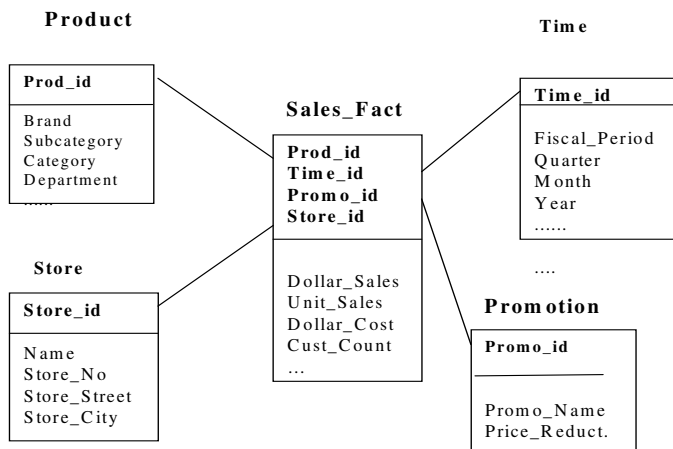 Product
Prod_id
Brand
Subcategory
Category
Department
......
Time
Time_id
Fiscal_Period
Quarter
Month
Year
......
....
Sales_Fact
Prod_id
Time_id
Promo_id
Store_id
Dollar_Sales
Unit_Sales
Dollar_Cost
Cust_Count
...
Store
Store_id
Name
Store_No
Store_Street
Store_City
Promotion
Promo_id
Promo_Name
Price_Reduct.